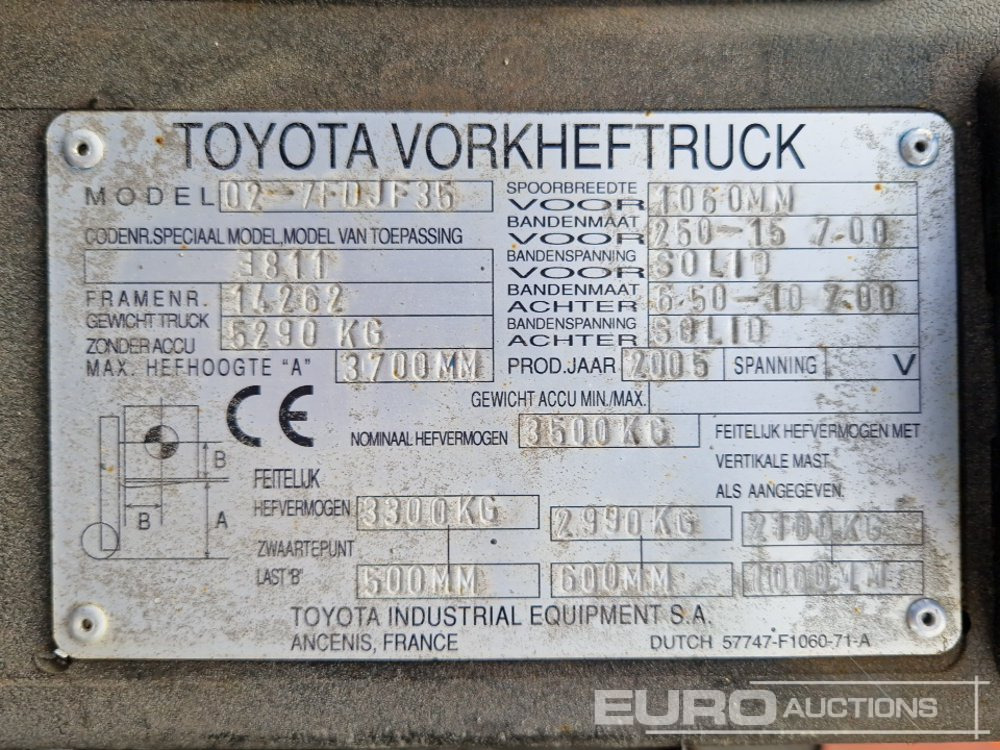 TOYOTA VORKHEFTRUCK
MODEL 02-7FDJF35
CODENR.SPECIAAL MODEL,MODEL VAN TOEPASSING
3811
FRAMENR. 14262
GEWICHT TRUCK
ZONDER ACCU 5290 KG
MAX. HEFHOOGTE "A" 3700MM
SPOORBREEDTE
VOOR 1060MM
BANDENMAAT
VOOR 250-15 7-00
BANDENSPANNING
VOOR SOLID
BANDENMAAT
ACHTER 6.50-10 7-00
BANDENSPANNING
ACHTER SOLID
PROD.JAAR 2005 SPANNING V
GEWICHT ACCU MIN./MAX.
CE
NOMINAAL HEFVERMOGEN 3500KG
FEITELIJK HEFVERMOGEN MET
VERTIKALE MAST
ALS AANGEGEVEN
B
B
A
FEITELIJK
HEFVERMOGEN 3300KG 2990KG 2100KG
ZWAARTEPUNT
LAST"B" 500MM 600MM 1000MM
TOYOTA INDUSTRIAL EQUIPMENT S.A.
ANCENIS, FRANCE
DUTCH 57747-F1060-71-A
EURO AUCTIONS